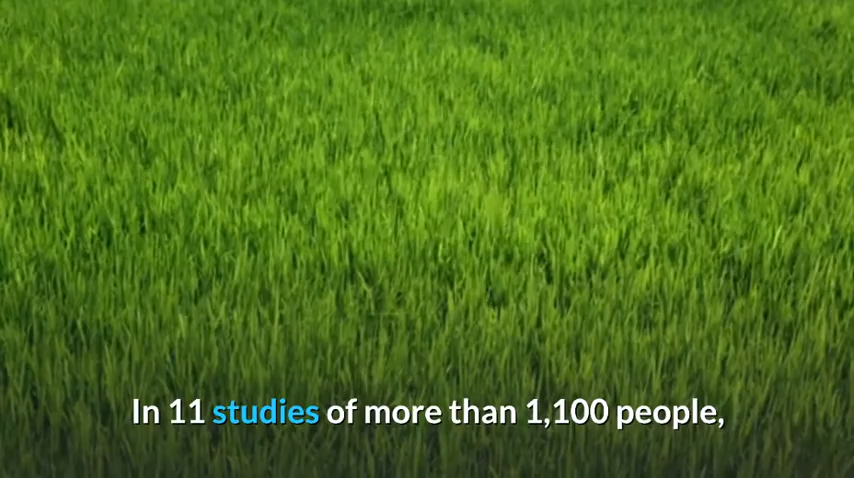 In 11 studies of more than 1,100 people,